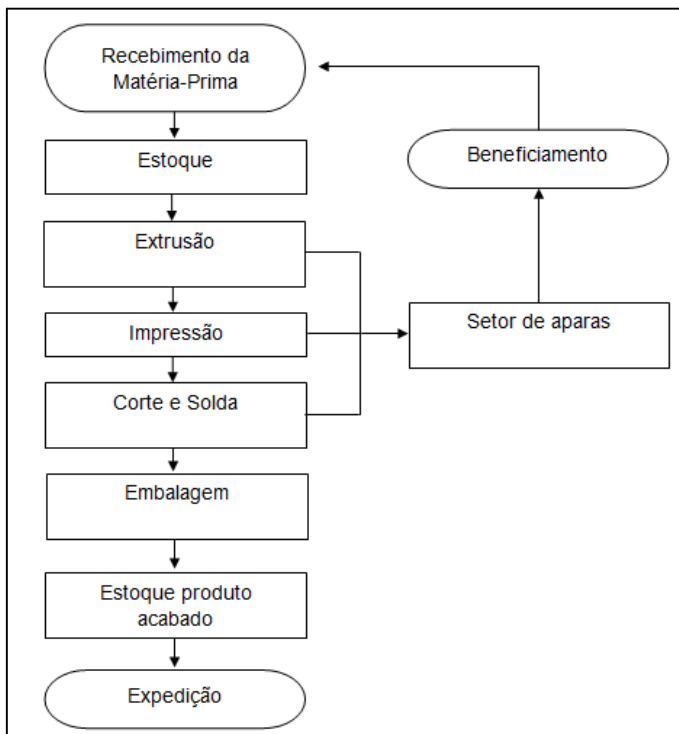 Recebimento da
Matéria-Prima
Estoque
Beneficiamento
Extrusão
Impressão
Setor de aparas
Corte e Solda
Embalagem
Estoque produto
acabado
Expedição